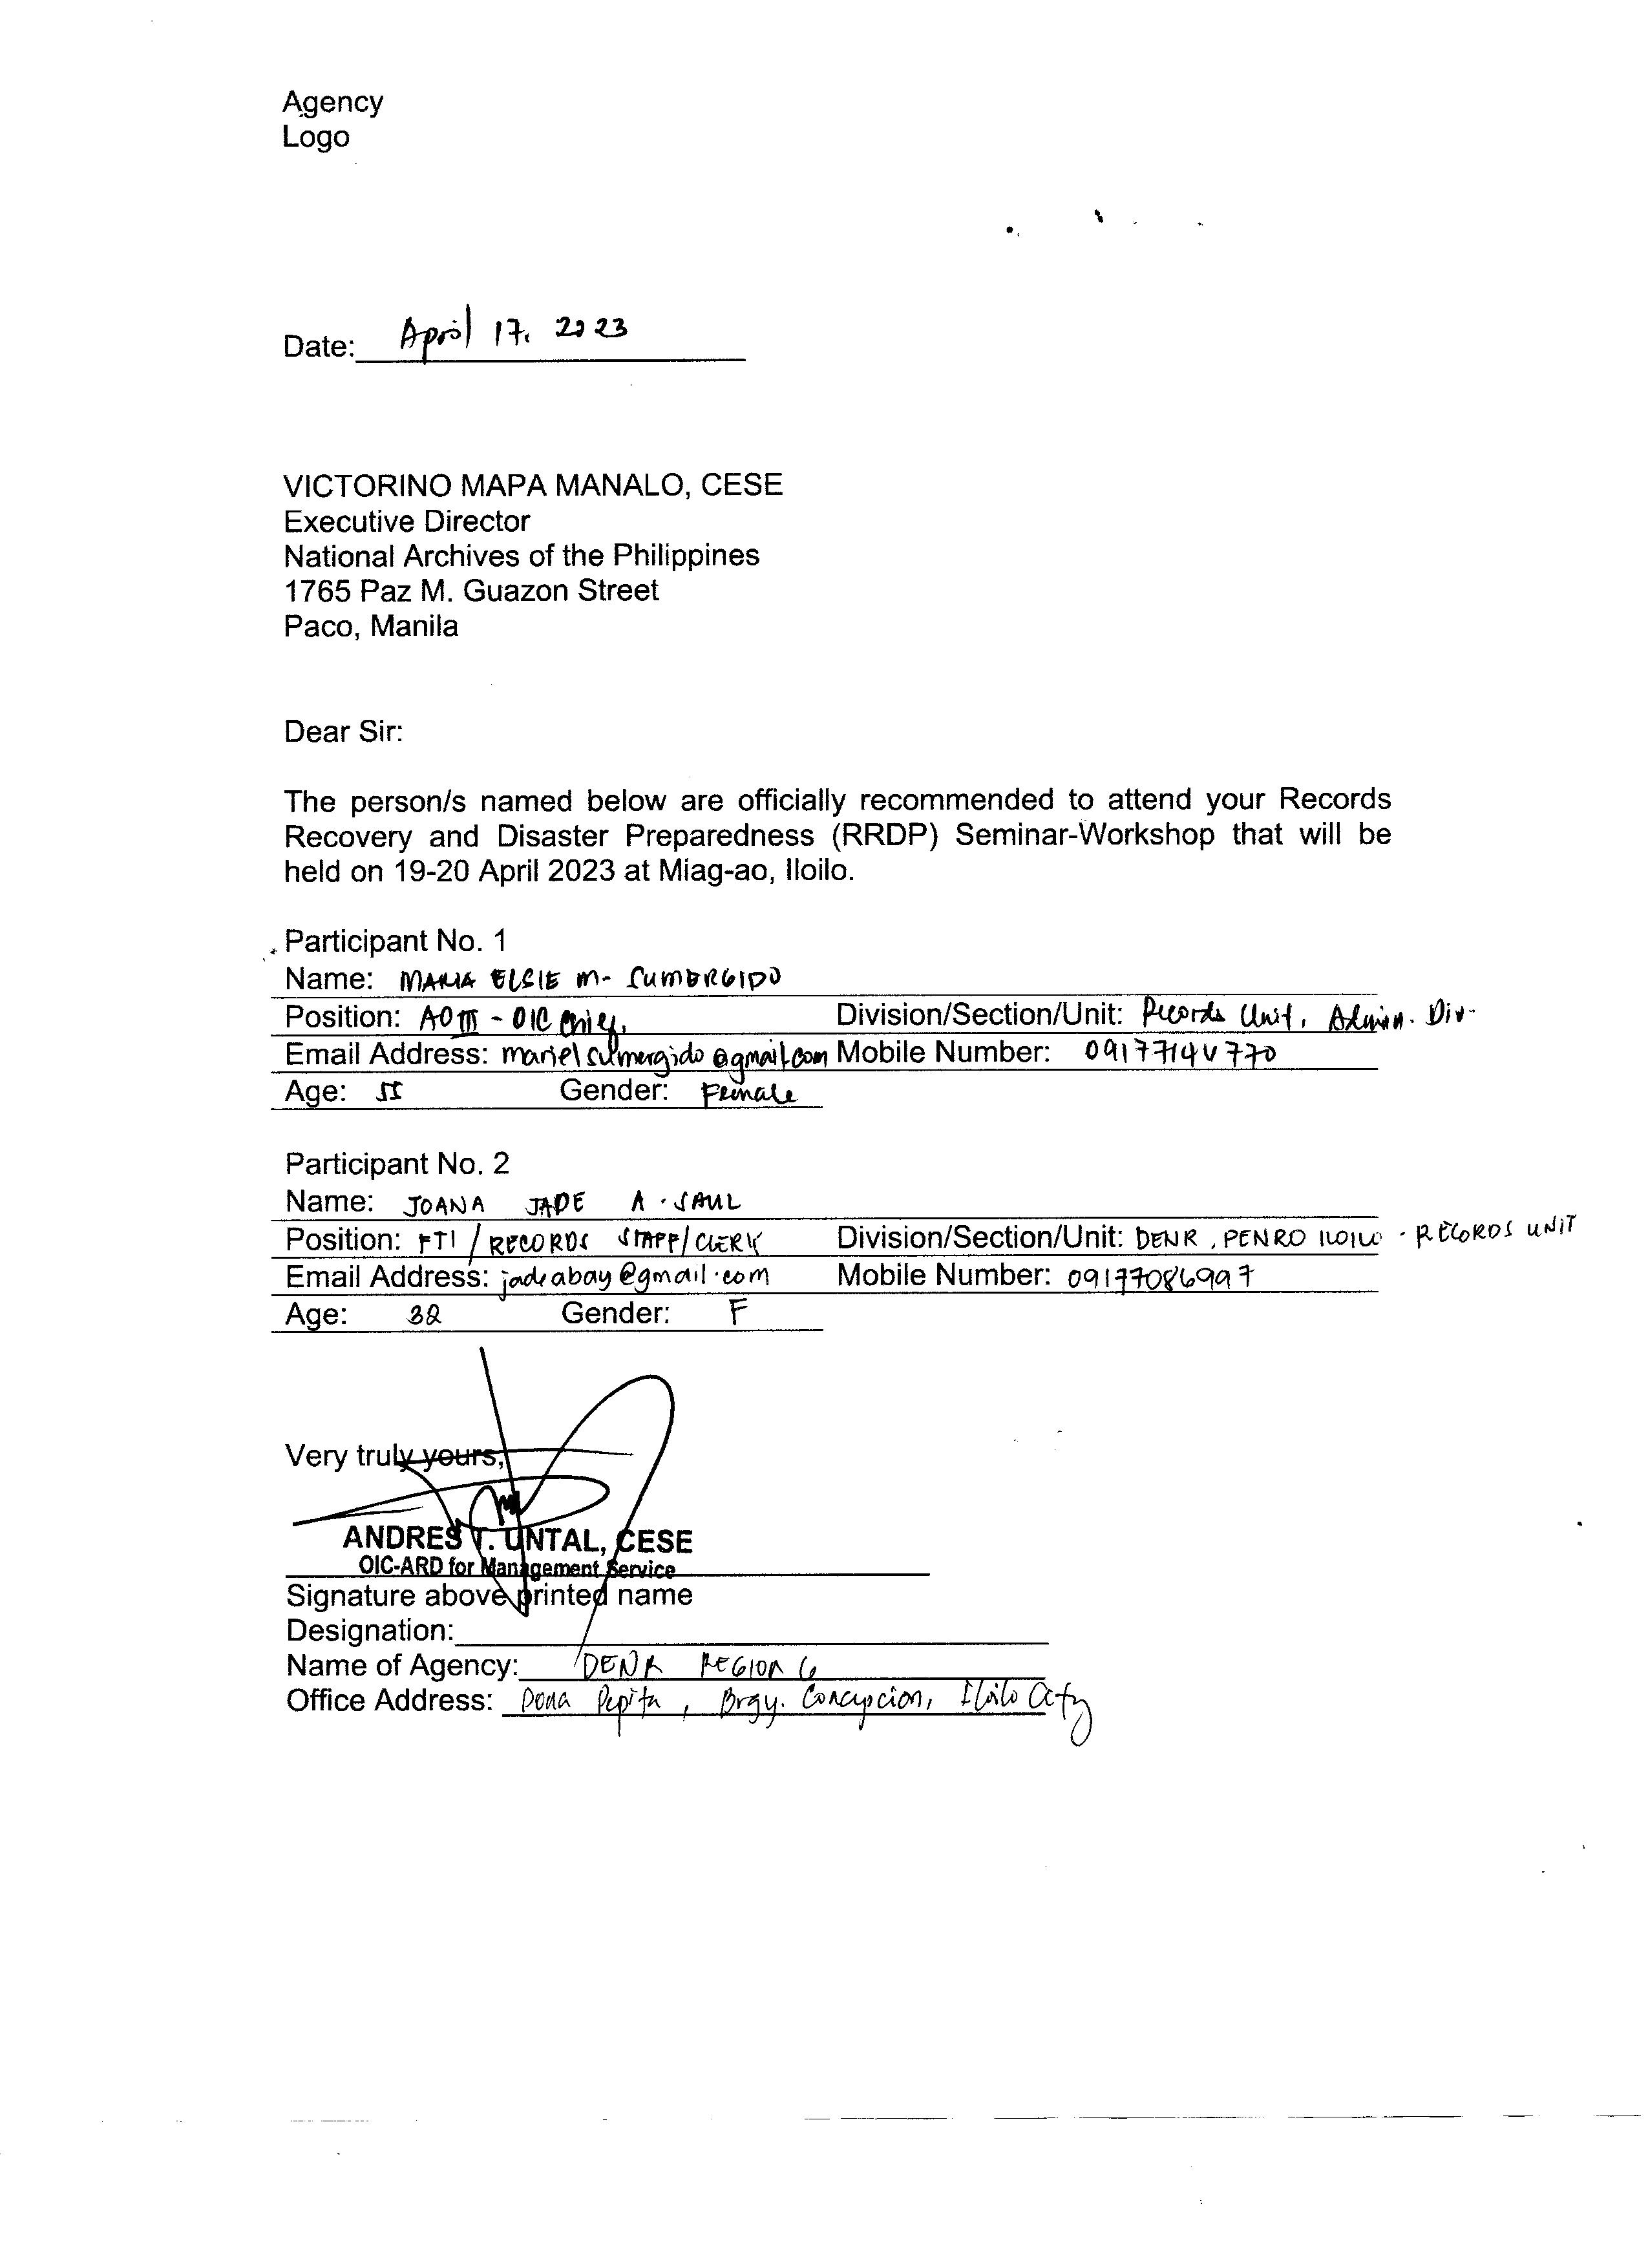 Agency
Logo
Date: April 17, 2023
VICTORINO MAPA MANALO, CESE
Executive Director
National Archives of the Philippines
1765 Paz M. Guazon Street
Paco, Manila
Dear Sir:
The person/s named below are officially recommended to attend your Records
Recovery and Disaster Preparedness (RRDP) Seminar-Workshop that will be
held on 19-20 April 2023 at Miag-ao, Iloilo.
Participant No. 1
Name: MARIA ELSIE M. SUMERGIDO
Position: AO III - OIC Chief, Division/Section/Unit: Records Unit, Admin. Div.
Email Address: marielsumergido@gmail.com Mobile Number:
Age: 55 Gender: Female
Participant No. 2
Name: JOANA JADE A. SAUL
Position: FTI / RECORDS STAFF/CLERK Division/Section/Unit: DENR, PENRO ILOILO - RECORDS UNIT
Email Address: jadeabay@gmail.com Mobile Number: 09177086997
Age: 32 Gender: F
Very truly yours,
ANDRES T. UNTAL, CESE
OIC-ARD for Management Service
Signature above printed name
Designation:
Name of Agency: DENR REGION 6
Office Address: Dona Pepita, Brgy. Concepcion, Iloilo City